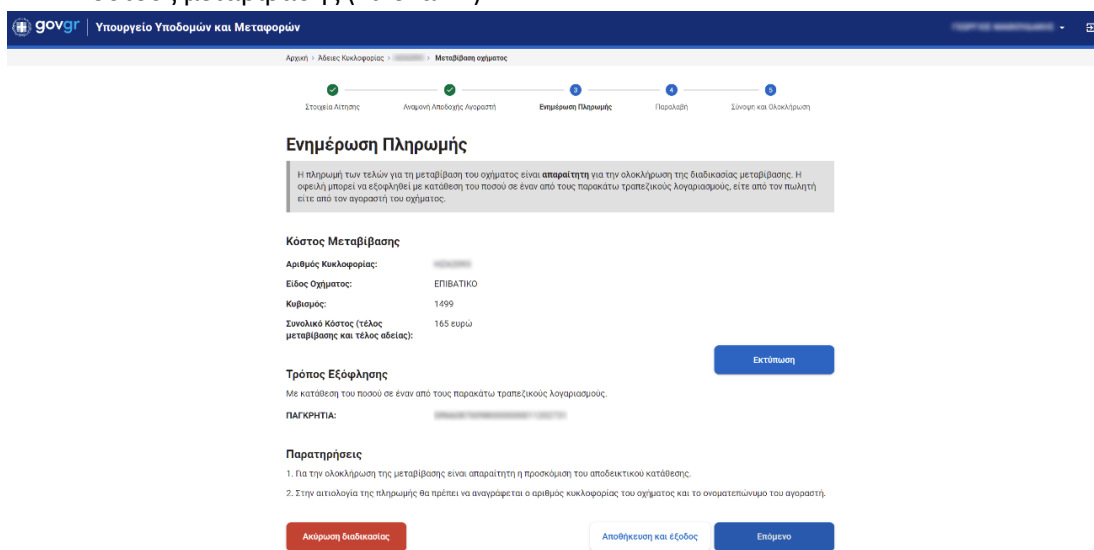 govgr Υπουργείο Υποδομών και Μεταφορών
Αρχική > Άδειες Κυκλοφορίας > > Μεταβίβαση οχήματος
3 4 5
Στοιχεία Αίτησης Αναμονή Αποδοχής Αγοραστή Ενημέρωση Πληρωμής Παραλαβή Σύνοψη και Ολοκλήρωση
Ενημέρωση Πληρωμής
Η πληρωμή των τελών για τη μεταβίβαση του οχήματος είναι απαραίτητη για την ολοκλήρωση της διαδικασίας μεταβίβασης. Η
οφειλή μπορεί να εξοφληθεί με κατάθεση του ποσού σε έναν από τους παρακάτω τραπεζικούς λογαριασμούς, είτε από τον πωλητή
είτε από τον αγοραστή του οχήματος.
Κόστος Μεταβίβασης
Αριθμός Κυκλοφορίας:
Είδος Οχήματος: ΕΠΙΒΑΤΙΚΟ
Κυβισμός: 1499
Συνολικό Κόστος (τέλος 165 ευρώ
μεταβίβασης και τέλος αδείας):
Εκτύπωση
Τρόπος Εξόφλησης
Με κατάθεση του ποσού σε έναν από τους παρακάτω τραπεζικούς λογαριασμούς.
ΠΑΓΚΡΗΤΙΑ:
Παρατηρήσεις
1. Για την ολοκλήρωση της μεταβίβασης είναι απαραίτητη η προσκόμιση του αποδεικτικού κατάθεσης.
2. Στην αιτιολογία της πληρωμής θα πρέπει να αναγράφεται ο αριθμός κυκλοφορίας του οχήματος και το ονοματεπώνυμο του αγοραστή.
Ακύρωση διαδικασίας Αποθήκευση και έξοδος Επόμενο